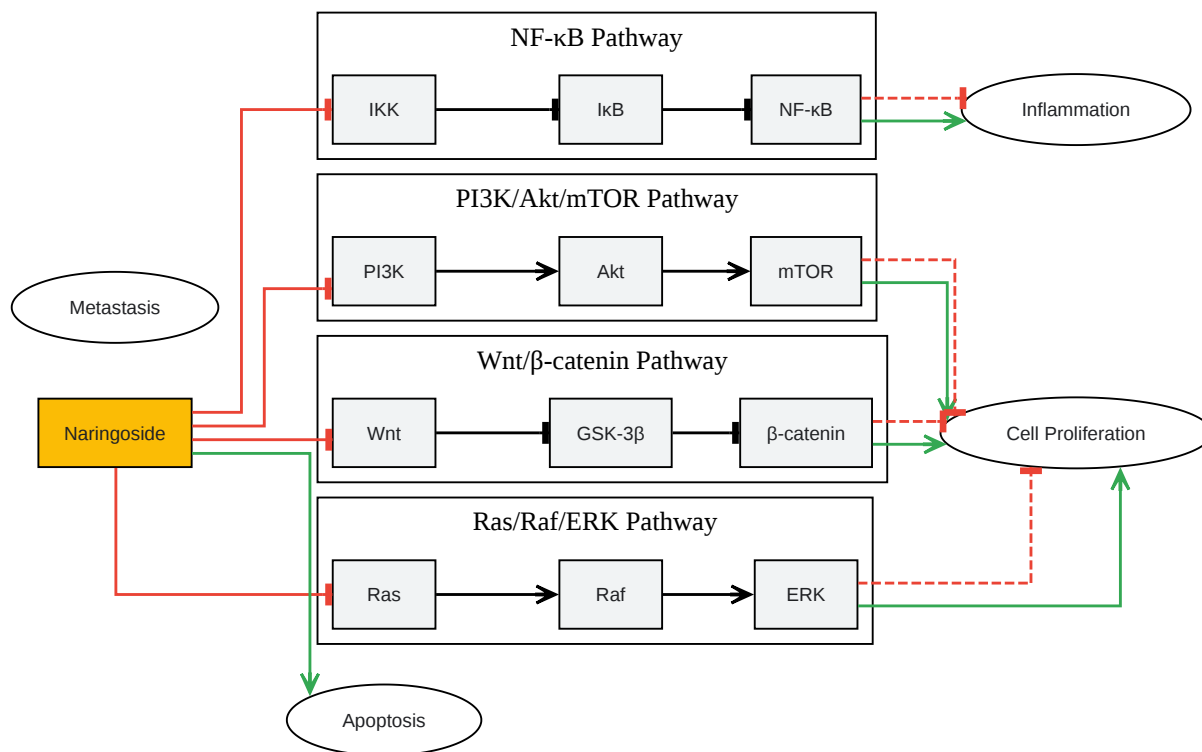 NF-κB Pathway
IKK
IκB
NF-κB
Inflammation
PI3K/Akt/mTOR Pathway
PI3K
Akt
mTOR
Metastasis
Wnt/β-catenin Pathway
Naringoside
Wnt
GSK-3β
β-catenin
Cell Proliferation
Ras/Raf/ERK Pathway
Ras
Raf
ERK
Apoptosis